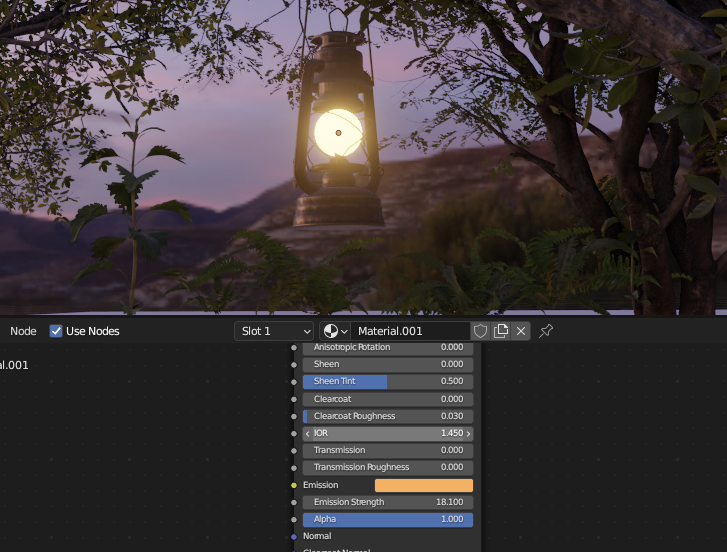 Node Use Nodes Slot 1 Material.001
al.001
Anisotropic Rotation 0.000
Sheen 0.000
Sheen Tint 0.500
Clearcoat 0.000
Clearcoat Roughness 0.030
IOR 1.450
Transmission 0.000
Transmission Roughness 0.000
Emission
Emission Strength 18.100
Alpha 1.000
Normal
Clearcoat Normal